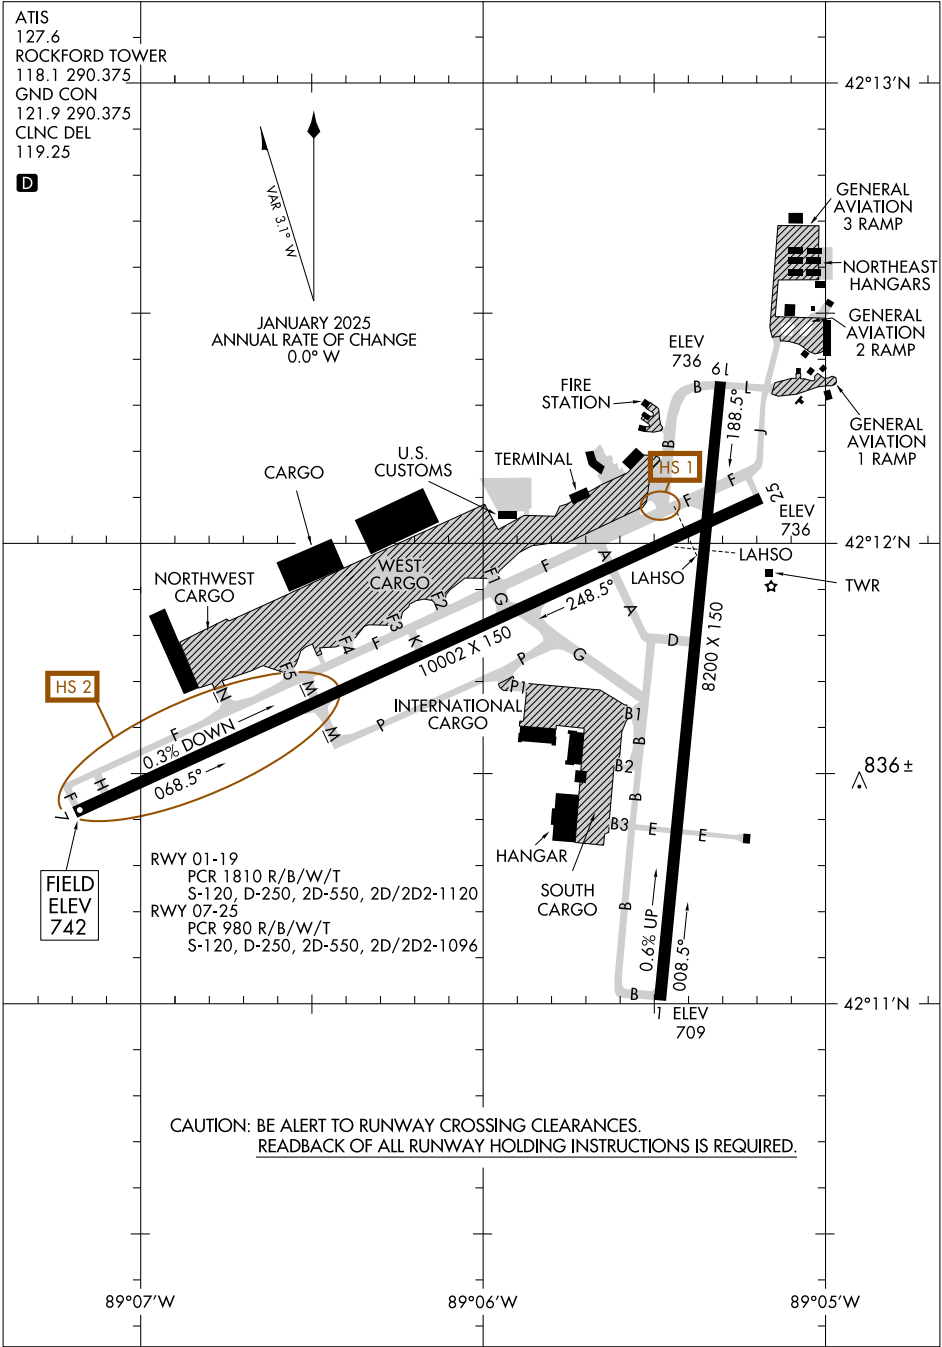 ATIS
127.6
ROCKFORD TOWER
118.1 290.375
GND CON
121.9 290.375
CLNC DEL
119.25
D
VAR 3.1° W
JANUARY 2025
ANNUAL RATE OF CHANGE
0.0° W
42°13'N
GENERAL
AVIATION
3 RAMP
NORTHEAST
HANGARS
GENERAL
AVIATION
2 RAMP
GENERAL
AVIATION
1 RAMP
ELEV
736
19
B
L
188.5°
J
B
FIRE
STATION
HS 1
TERMINAL
U.S.
CUSTOMS
CARGO
F
F
25
ELEV
736
42°12'N
LAHSO
LAHSO
TWR
WEST
CARGO
NORTHWEST
CARGO
A
F
F1
G
F2
F3
K
F4
F
F5
248.5°
A
D
10002 X 150
8200 X 150
G
P
P1
INTERNATIONAL
CARGO
P
M
M
N
HS 2
F
0.3% DOWN
068.5°
H
F
7
B1
B
B2
B
B3
E
E
836±
HANGAR
SOUTH
CARGO
FIELD
ELEV
742
RWY 01-19
PCR 1810 R/B/W/T
S-120, D-250, 2D-550, 2D/2D2-1120
RWY 07-25
PCR 980 R/B/W/T
S-120, D-250, 2D-550, 2D/2D2-1096
B
0.6% UP
008.5°
B
1
ELEV
709
42°11'N
CAUTION: BE ALERT TO RUNWAY CROSSING CLEARANCES.
READBACK OF ALL RUNWAY HOLDING INSTRUCTIONS IS REQUIRED.
89°07'W
89°06'W
89°05'W